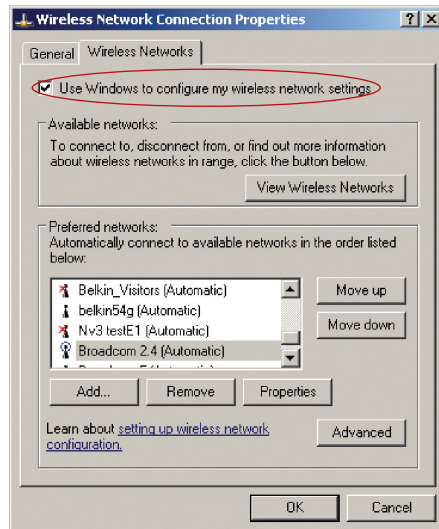 Wireless Network Connection Properties
General
Wireless Networks
Use Windows to configure my wireless network settings
Available networks:
To connect to, disconnect from, or find out more information
about wireless networks in range, click the button below.
View Wireless Networks
Preferred networks:
Automatically connect to available networks in the order listed
below:
Belkin_Visitors (Automatic)
belkin54g (Automatic)
Nv3 testE1 (Automatic)
Broadcom 2.4 (Automatic)
Move up
Move down
Add...
Remove
Properties
Learn about setting up wireless network
configuration.
Advanced
OK
Cancel